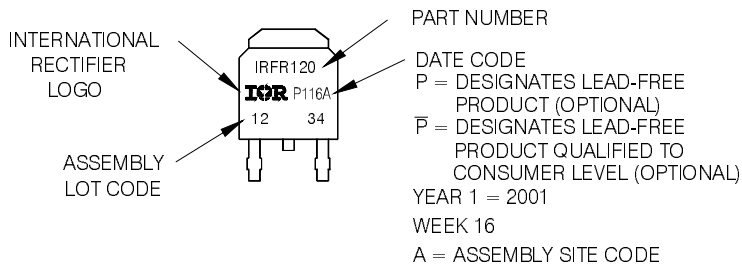 PART NUMBER
INTERNATIONAL
RECTIFIER
LOGO
IRFR120
IOR P116A
12 34
ASSEMBLY
LOT CODE
DATE CODE
P = DESIGNATES LEAD-FREE
PRODUCT (OPTIONAL)
P̅ = DESIGNATES LEAD-FREE
PRODUCT QUALIFIED TO
CONSUMER LEVEL (OPTIONAL)
YEAR 1 = 2001
WEEK 16
A = ASSEMBLY SITE CODE